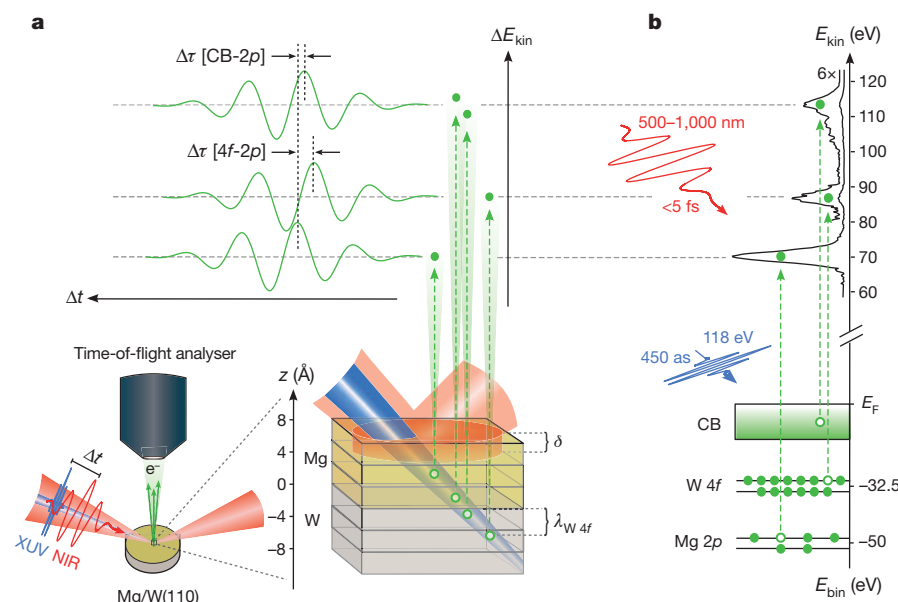 a
Δτ [CB-2p]
Δτ [4f-2p]
Δt
ΔE_kin
Time-of-flight analyser
e⁻
Δt
XUV
NIR
Mg/W(110)
z (Å)
8
4
0
−4
−8
Mg
W
δ
λ_W 4f
b
E_kin (eV)
6×
120
110
100
90
80
70
60
500–1,000 nm
<5 fs
118 eV
450 as
E_F
CB
W 4f
−32.5
Mg 2p
−50
E_bin (eV)